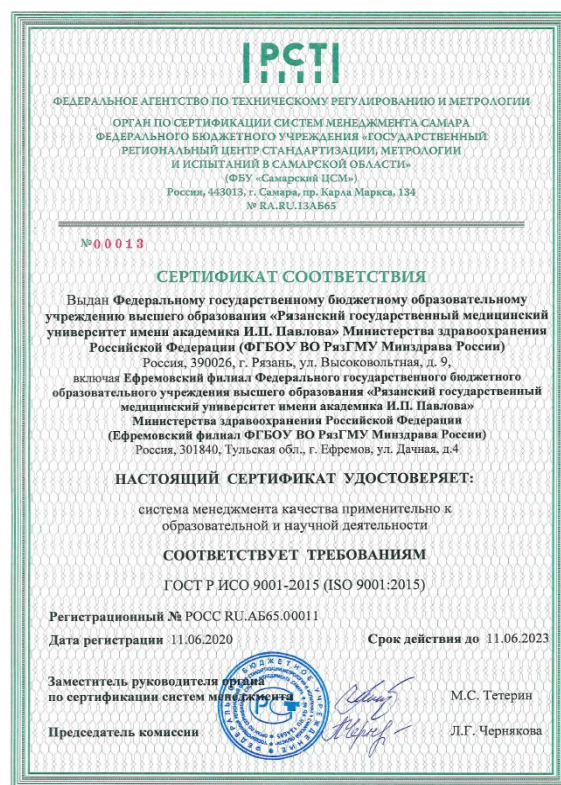 РСТ
ФЕДЕРАЛЬНОЕ АГЕНТСТВО ПО ТЕХНИЧЕСКОМУ РЕГУЛИРОВАНИЮ И МЕТРОЛОГИИ
ОРГАН ПО СЕРТИФИКАЦИИ СИСТЕМ МЕНЕДЖМЕНТА САМАРА
ФЕДЕРАЛЬНОГО БЮДЖЕТНОГО УЧРЕЖДЕНИЯ «ГОСУДАРСТВЕННЫЙ
РЕГИОНАЛЬНЫЙ ЦЕНТР СТАНДАРТИЗАЦИИ, МЕТРОЛОГИИ
И ИСПЫТАНИЙ В САМАРСКОЙ ОБЛАСТИ»
(ФБУ «Самарский ЦСМ»)
Россия, 443013, г. Самара, пр. Карла Маркса, 134
№ RA.RU.13АБ65
№00013
СЕРТИФИКАТ СООТВЕТСТВИЯ
Выдан Федеральному государственному бюджетному образовательному
учреждению высшего образования «Рязанский государственный медицинский
университет имени академика И.П. Павлова» Министерства здравоохранения
Российской Федерации (ФГБОУ ВО РязГМУ Минздрава России)
Россия, 390026, г. Рязань, ул. Высоковольтная, д. 9,
включая Ефремовский филиал Федерального государственного бюджетного
образовательного учреждения высшего образования «Рязанский государственный
медицинский университет имени академика И.П. Павлова»
Министерства здравоохранения Российской Федерации
(Ефремовский филиал ФГБОУ ВО РязГМУ Минздрава России)
Россия, 301840, Тульская обл., г. Ефремов, ул. Дачная, д.4
НАСТОЯЩИЙ СЕРТИФИКАТ УДОСТОВЕРЯЕТ:
система менеджмента качества применительно к
образовательной и научной деятельности
СООТВЕТСТВУЕТ ТРЕБОВАНИЯМ
ГОСТ Р ИСО 9001-2015 (ISO 9001:2015)
Регистрационный № РОСС RU.АБ65.00011
Дата регистрации 11.06.2020 Срок действия до 11.06.2023
Заместитель руководителя органа
по сертификации систем менеджмента М.С. Тетерин
Председатель комиссии Л.Г. Чернякова
ФЕДЕРАЛЬНОЕ БЮДЖЕТНОЕ УЧРЕЖДЕНИЕ
РСТ